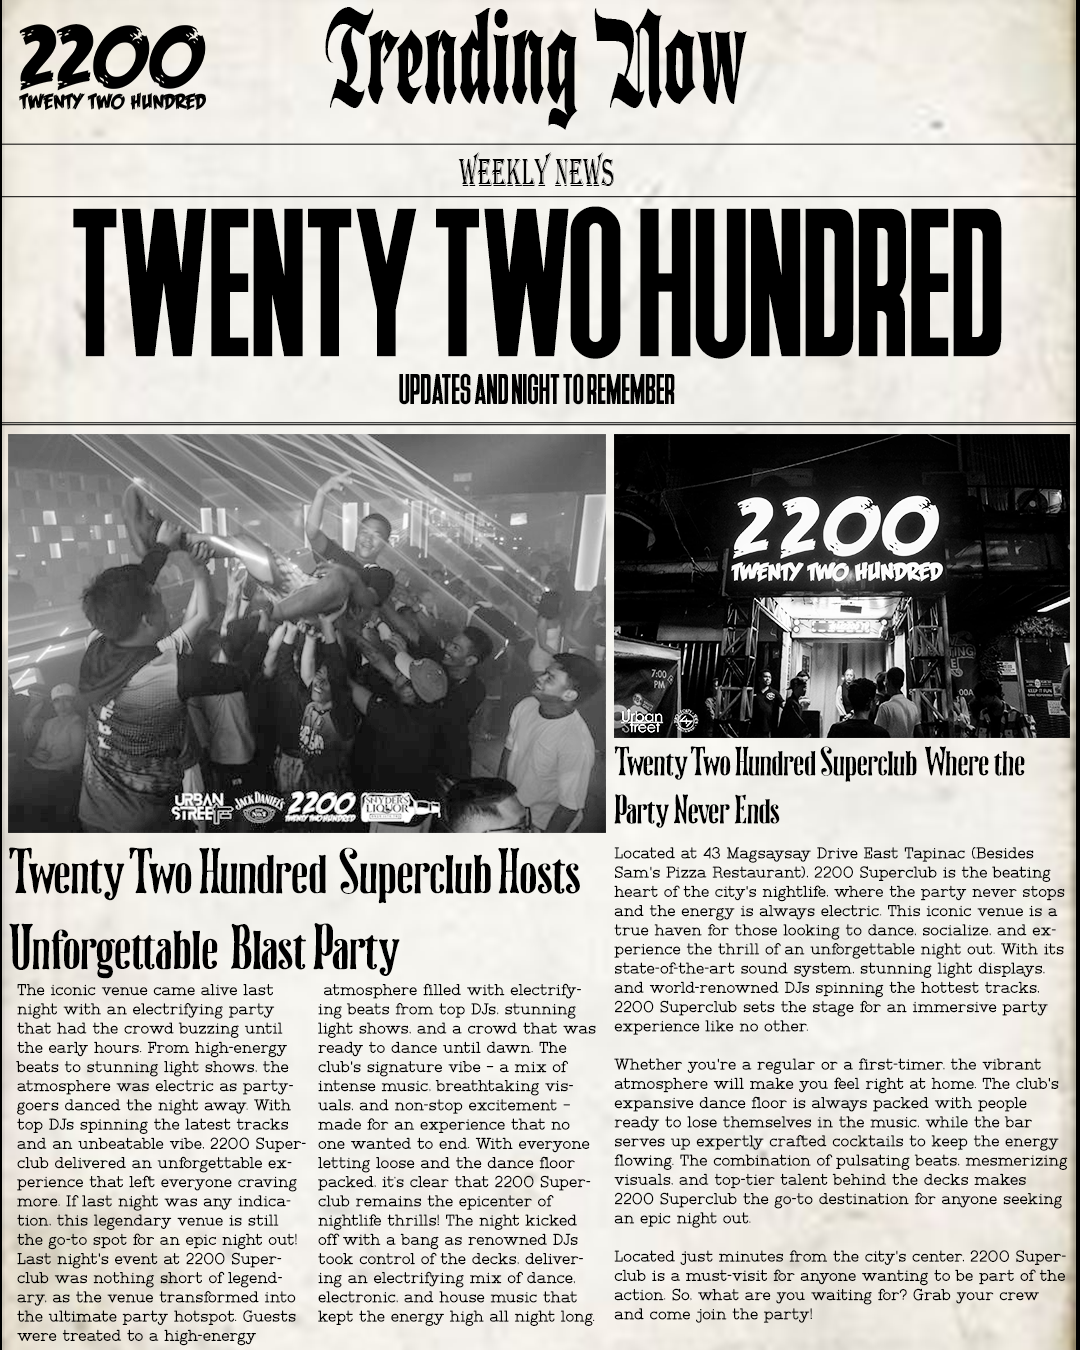 2200
TWENTY TWO HUNDRED
Trending Now
WEEKLY NEWS
TWENTY TWO HUNDRED
UPDATES AND NIGHT TO REMEMBER
URBAN
STREET
JACK DANIEL'S
2200
TWENTY TWO HUNDRED
SNYDER'S
LIQUOR
Twenty Two Hundred Superclub Hosts
Unforgettable Blast Party
The iconic venue came alive last
night with an electrifying party
that had the crowd buzzing until
the early hours. From high-energy
beats to stunning light shows, the
atmosphere was electric as party-
goers danced the night away. With
top DJs spinning the latest tracks
and an unbeatable vibe, 2200 Super-
club delivered an unforgettable ex-
perience that left everyone craving
more. If last night was any indica-
tion, this legendary venue is still
the go-to spot for an epic night out!
Last night's event at 2200 Super-
club was nothing short of legend-
ary, as the venue transformed into
the ultimate party hotspot. Guests
were treated to a high-energy
atmosphere filled with electrify-
ing beats from top DJs, stunning
light shows, and a crowd that was
ready to dance until dawn. The
club's signature vibe – a mix of
intense music, breathtaking vis-
uals, and non-stop excitement –
made for an experience that no
one wanted to end. With everyone
letting loose and the dance floor
packed, it's clear that 2200 Super-
club remains the epicenter of
nightlife thrills! The night kicked
off with a bang as renowned DJs
took control of the decks, deliver-
ing an electrifying mix of dance,
electronic, and house music that
kept the energy high all night long.
2200
TWENTY TWO HUNDRED
7:00
PM
00A
KEEP IT FUN
Urban
Street
Twenty Two Hundred Superclub Where the
Party Never Ends
Located at 43 Magsaysay Drive East Tapinac (Besides
Sam's Pizza Restaurant), 2200 Superclub is the beating
heart of the city's nightlife, where the party never stops
and the energy is always electric. This iconic venue is a
true haven for those looking to dance, socialize, and ex-
perience the thrill of an unforgettable night out. With its
state-of-the-art sound system, stunning light displays,
and world-renowned DJs spinning the hottest tracks,
2200 Superclub sets the stage for an immersive party
experience like no other.
Whether you're a regular or a first-timer, the vibrant
atmosphere will make you feel right at home. The club's
expansive dance floor is always packed with people
ready to lose themselves in the music, while the bar
serves up expertly crafted cocktails to keep the energy
flowing. The combination of pulsating beats, mesmerizing
visuals, and top-tier talent behind the decks makes
2200 Superclub the go-to destination for anyone seeking
an epic night out.
Located just minutes from the city's center, 2200 Super-
club is a must-visit for anyone wanting to be part of the
action. So, what are you waiting for? Grab your crew
and come join the party!